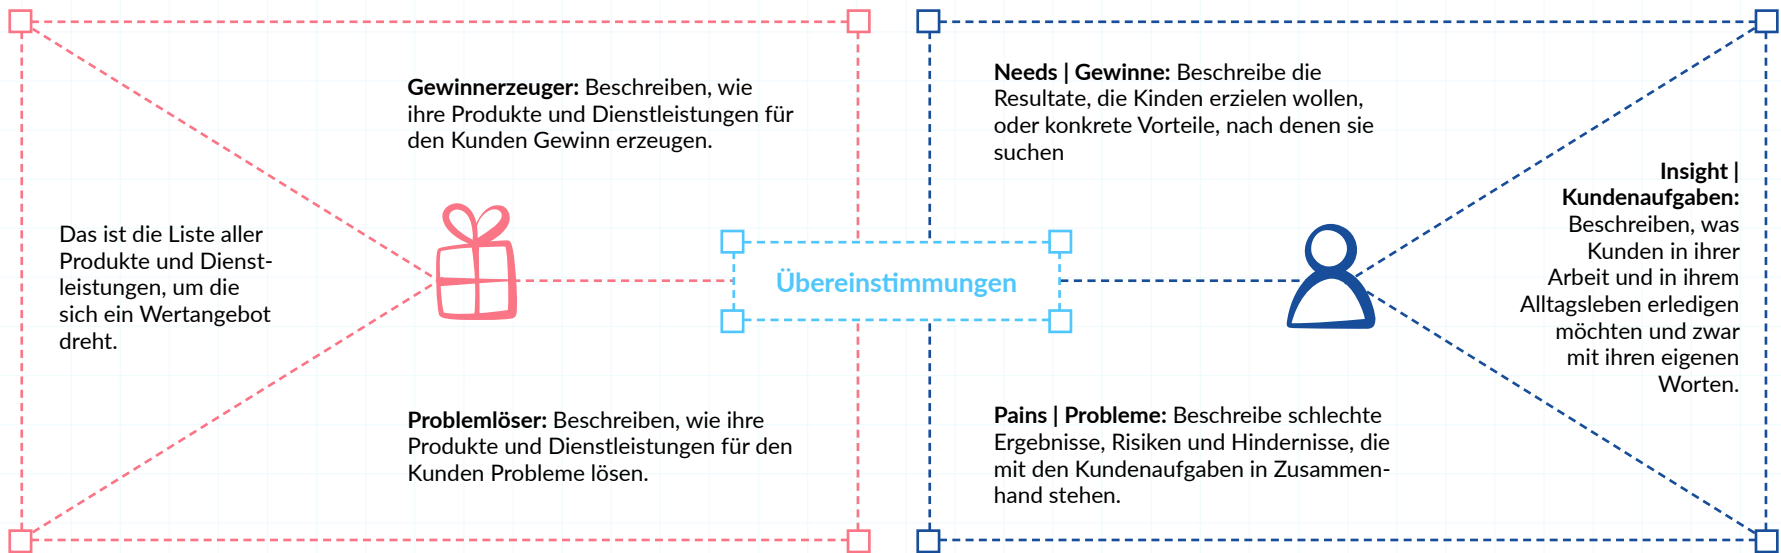 Gewinnerzeuger: Beschreiben, wie
ihre Produkte und Dienstleistungen für
den Kunden Gewinn erzeugen.
Das ist die Liste aller
Produkte und Dienst-
leistungen, um die
sich ein Wertangebot
dreht.
Problemlöser: Beschreiben, wie ihre
Produkte und Dienstleistungen für den
Kunden Probleme lösen.
Übereinstimmungen
Needs | Gewinne: Beschreibe die
Resultate, die Kinden erzielen wollen,
oder konkrete Vorteile, nach denen sie
suchen
Insight |
Kundenaufgaben:
Beschreiben, was
Kunden in ihrer
Arbeit und in ihrem
Alltagsleben erledigen
möchten und zwar
mit ihren eigenen
Worten.
Pains | Probleme: Beschreibe schlechte
Ergebnisse, Risiken und Hindernisse, die
mit den Kundenaufgaben in Zusammen-
hand stehen.